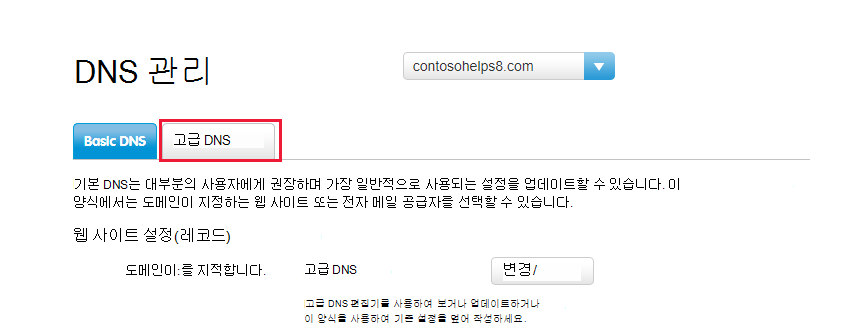 DNS 관리
contosohelps8.com
Basic DNS
고급 DNS
기본 DNS는 대부분의 사용자에게 권장하며 가장 일반적으로 사용되는 설정을 업데이트할 수 있습니다. 이
양식에서는 도메인이 지정하는 웹 사이트 또는 전자 메일 공급자를 선택할 수 있습니다.
웹 사이트 설정(레코드)
도메인이:를 지적합니다.
고급 DNS
변경/
고급 DNS 편집기를 사용하여 보거나 업데이트하거나
이 양식을 사용하여 기존 설정을 덮어 작성하세요.